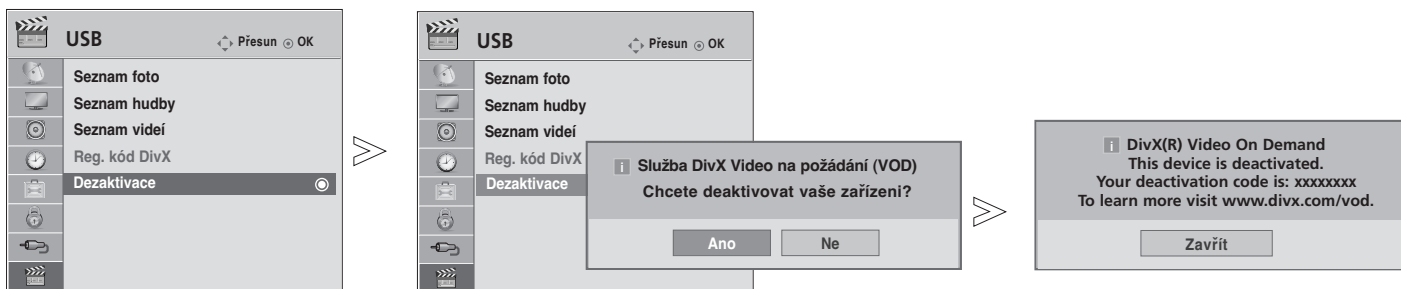 USB
Přesun OK
Seznam foto
Seznam hudby
Seznam videí
Reg. kód DivX
Dezaktivace
USB
Přesun OK
Seznam foto
Seznam hudby
Seznam videí
Reg. kód DivX
Dezaktivace
i Služba DivX Video na požádání (VOD)
Chcete deaktivovat vaše zařízeni?
Ano Ne
i DivX(R) Video On Demand
This device is deactivated.
Your deactivation code is: xxxxxxxx
To learn more visit www.divx.com/vod.
Zavřít